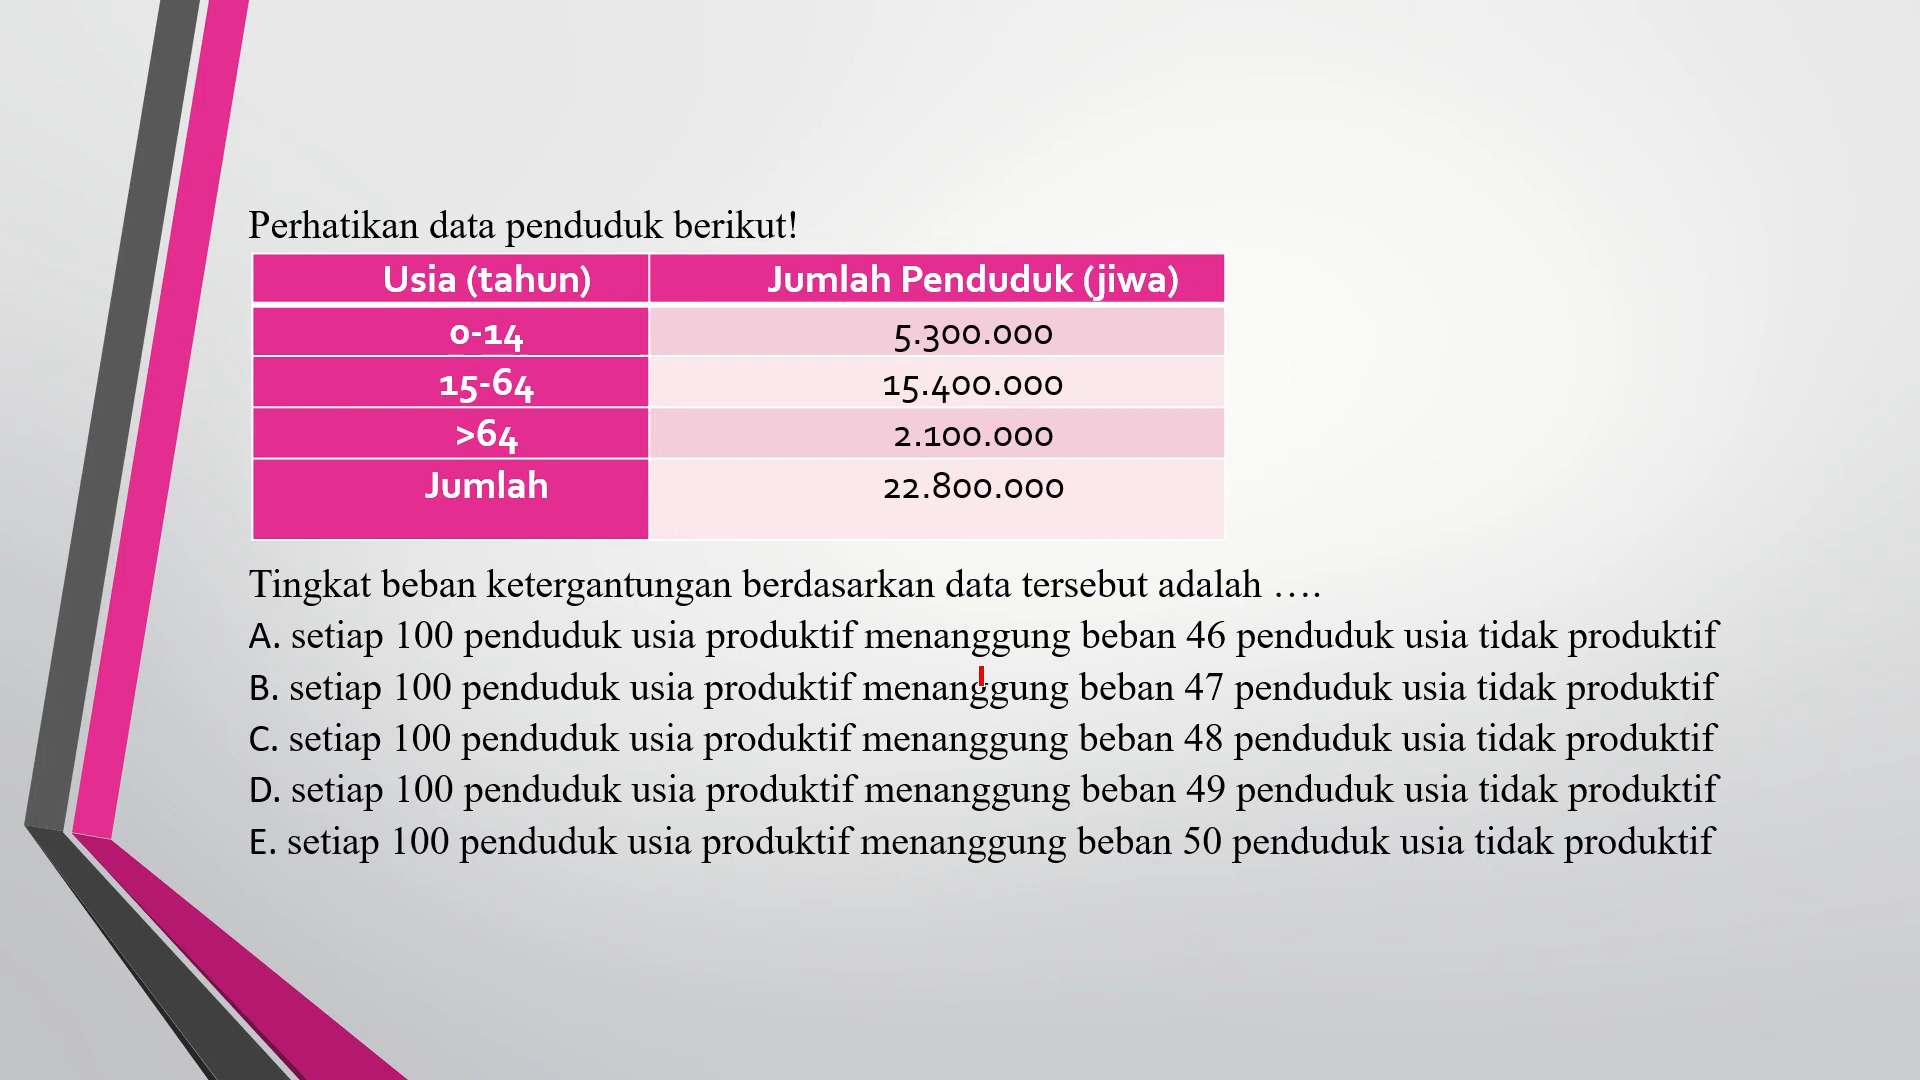 Perhatikan data penduduk berikut!
Usia (tahun) Jumlah Penduduk (jiwa)
0-14 5.300.000
15-64 15.400.000
>64 2.100.000
Jumlah 22.800.000
Tingkat beban ketergantungan berdasarkan data tersebut adalah ….
A. setiap 100 penduduk usia produktif menanggung beban 46 penduduk usia tidak produktif
B. setiap 100 penduduk usia produktif menanggung beban 47 penduduk usia tidak produktif
C. setiap 100 penduduk usia produktif menanggung beban 48 penduduk usia tidak produktif
D. setiap 100 penduduk usia produktif menanggung beban 49 penduduk usia tidak produktif
E. setiap 100 penduduk usia produktif menanggung beban 50 penduduk usia tidak produktif